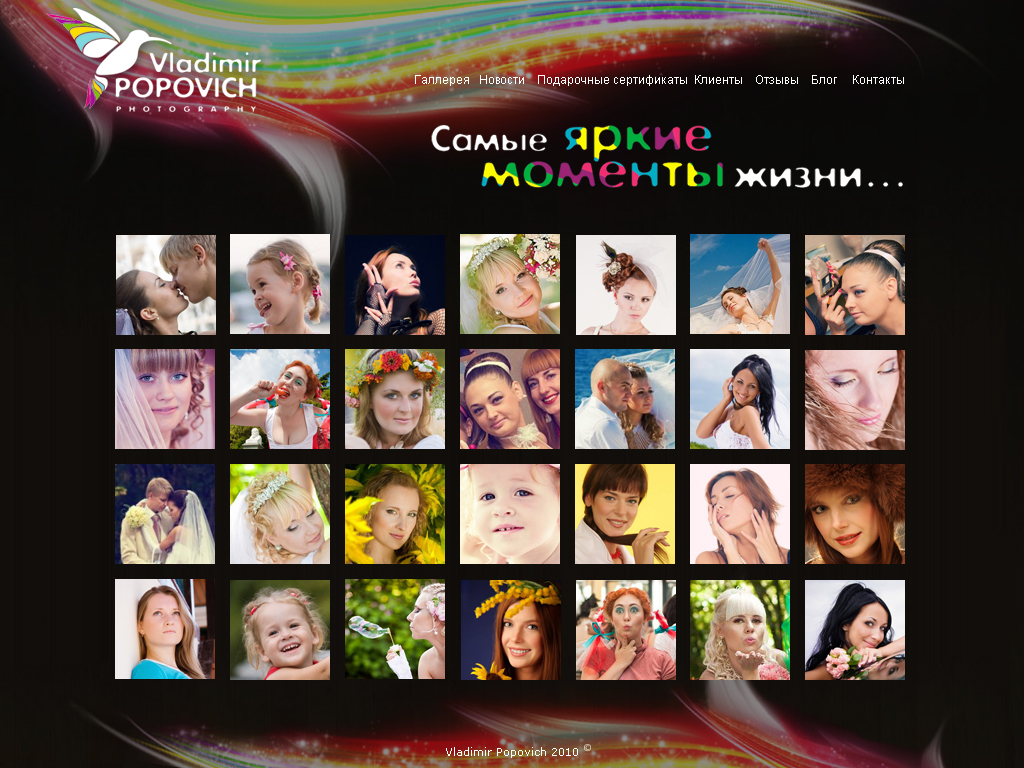 Vladimir
POPOVICH
PHOTOGRAPHY
Галлерея Новости Подарочные сертификаты Клиенты Отзывы Блог Контакты
Самые яркие
моменты жизни...
Vladimir Popovich 2010 ©